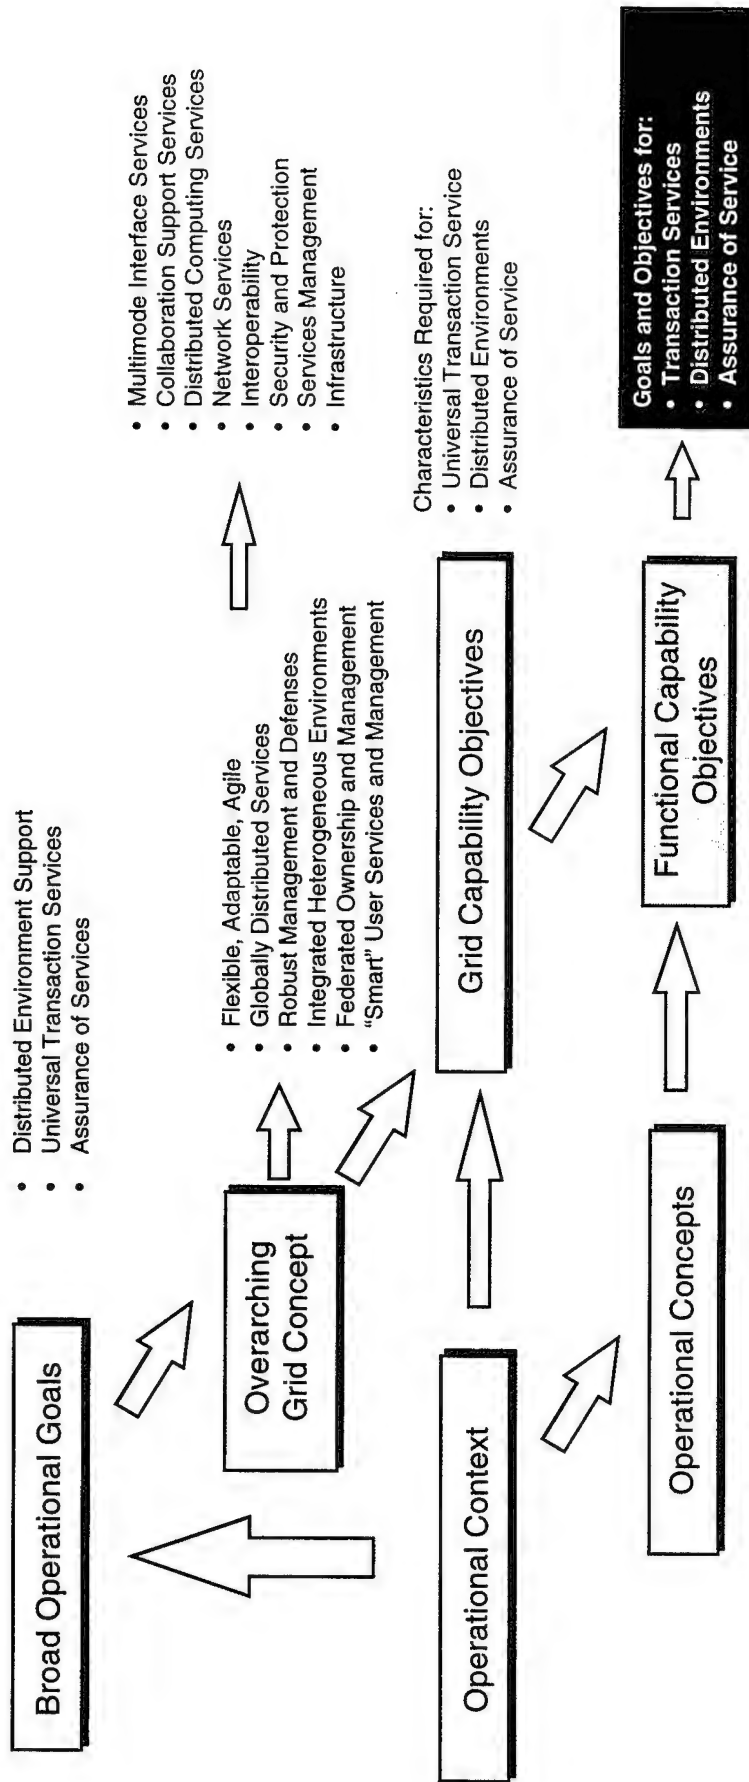 Broad Operational Goals
• Distributed Environment Support
• Universal Transaction Services
• Assurance of Services
Overarching
Grid Concept
• Flexible, Adaptable, Agile
• Globally Distributed Services
• Robust Management and Defenses
• Integrated Heterogeneous Environments
• Federated Ownership and Management
• “Smart” User Services and Management
• Multimode Interface Services
• Collaboration Support Services
• Distributed Computing Services
• Network Services
• Interoperability
• Security and Protection
• Services Management
• Infrastructure
Operational Context
Grid Capability Objectives
Characteristics Required for:
• Universal Transaction Service
• Distributed Environments
• Assurance of Service
Operational Concepts
Functional Capability
Objectives
Goals and Objectives for:
• Transaction Services
• Distributed Environments
• Assurance of Service